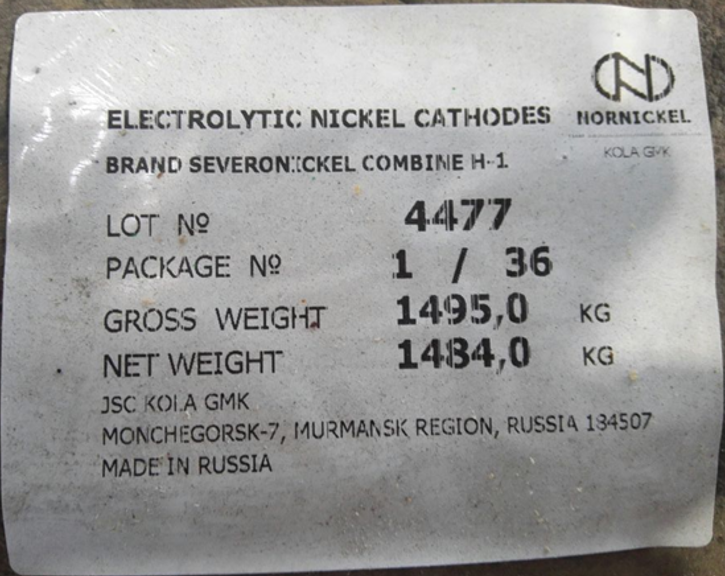 NORNICKEL
KOLA GMK
ELECTROLYTIC NICKEL CATHODES
BRAND SEVERONICKEL COMBINE H-1
LOT Nº 4477
PACKAGE Nº 1 / 36
GROSS WEIGHT 1495,0 KG
NET WEIGHT 1484,0 KG
JSC KOLA GMK
MONCHEGORSK-7, MURMANSK REGION, RUSSIA 184507
MADE IN RUSSIA